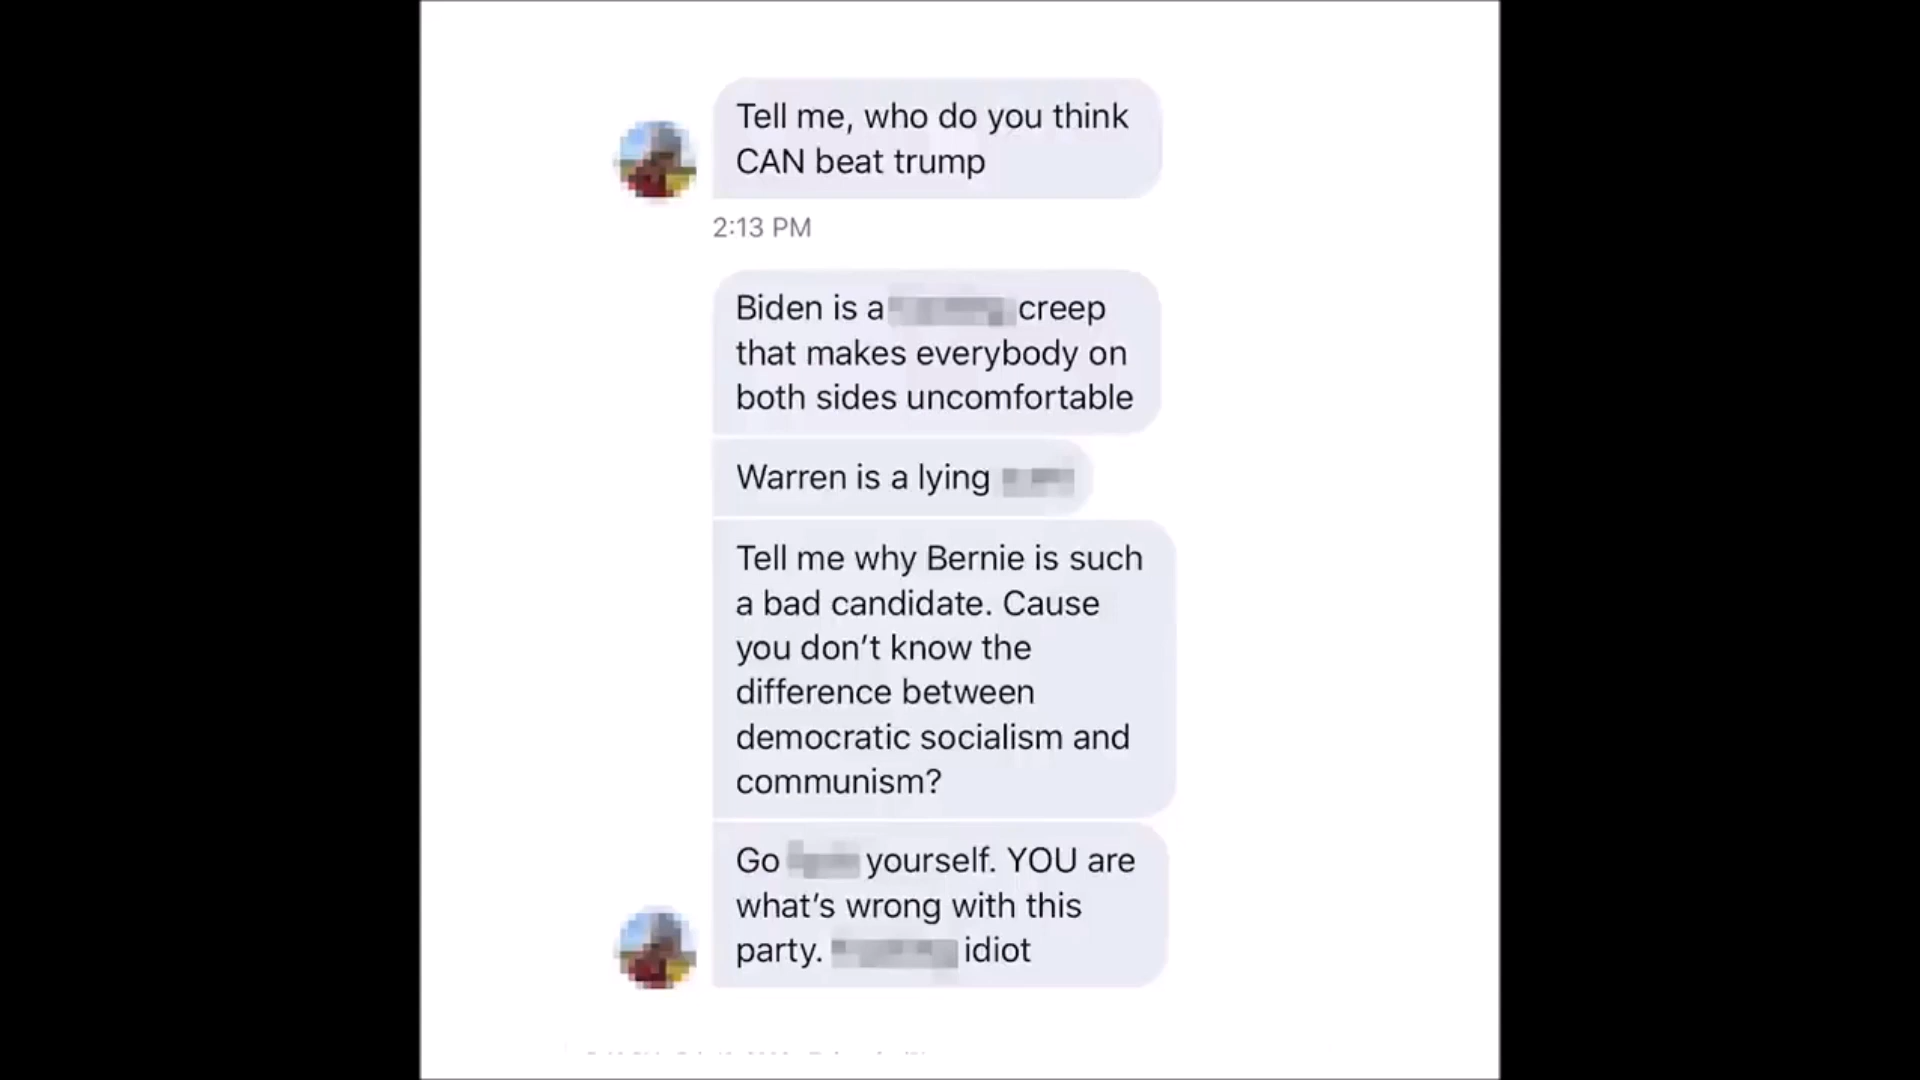 Tell me, who do you think
CAN beat trump
2:13 PM
Biden is a creep
that makes everybody on
both sides uncomfortable
Warren is a lying
Tell me why Bernie is such
a bad candidate. Cause
you don't know the
difference between
democratic socialism and
communism?
Go yourself. YOU are
what's wrong with this
party. idiot